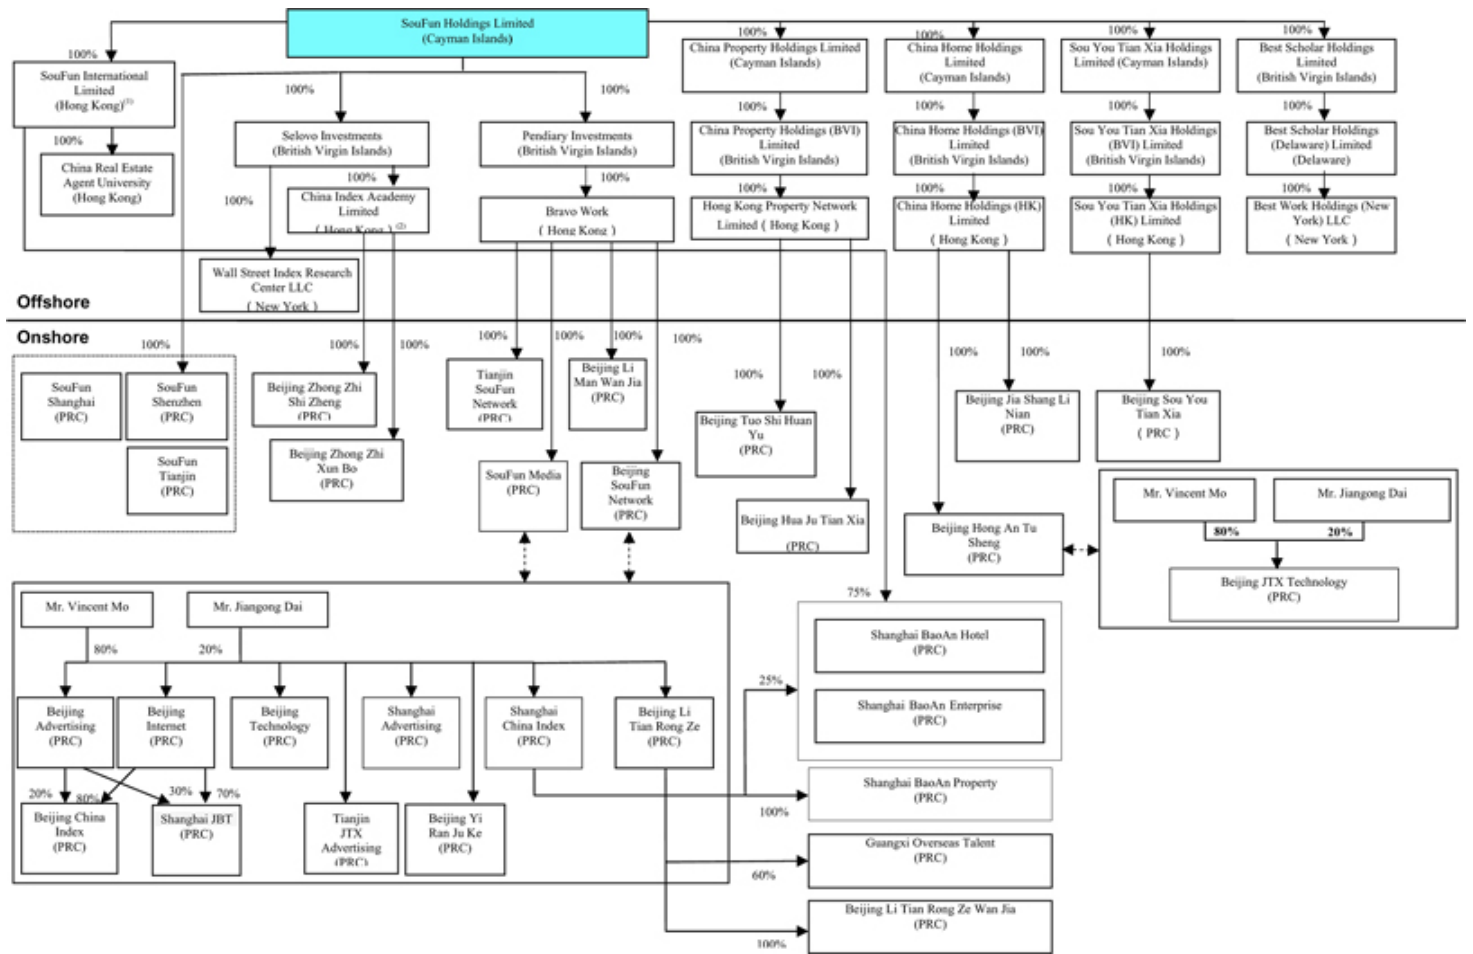 SouFun Holdings Limited
(Cayman Islands)
100%
SouFun International
Limited
(Hong Kong)(1)
100%
China Real Estate
Agent University
(Hong Kong)
100%
Selovo Investments
(British Virgin Islands)
100%
China Index Academy
Limited
( Hong Kong ) (2)
100%
Wall Street Index Research
Center LLC
( New York )
100%
Pendiary Investments
(British Virgin Islands)
100%
Bravo Work
( Hong Kong )
100%
China Property Holdings Limited
(Cayman Islands)
100%
China Property Holdings (BVI)
Limited
(British Virgin Islands)
100%
Hong Kong Property Network
Limited ( Hong Kong )
100%
China Home Holdings
Limited
(Cayman Islands)
100%
China Home Holdings (BVI)
Limited
(British Virgin Islands)
100%
China Home Holdings (HK)
Limited
( Hong Kong )
100%
Sou You Tian Xia Holdings
Limited (Cayman Islands)
100%
Sou You Tian Xia Holdings
(BVI) Limited
(British Virgin Islands)
100%
Sou You Tian Xia Holdings
(HK) Limited
( Hong Kong )
100%
Best Scholar Holdings
Limited
(British Virgin Islands)
100%
Best Scholar Holdings
(Delaware) Limited
(Delaware)
100%
Best Work Holdings (New
York) LLC
( New York )
Offshore
Onshore
100%
SouFun
Shanghai
(PRC)
SouFun
Shenzhen
(PRC)
SouFun
Tianjin
(PRC)
100%
100%
Beijing Zhong Zhi
Shi Zheng
(PRC)
Beijing Zhong Zhi
Xun Bo
(PRC)
100%
100%
100%
100%
Tianjin
SouFun
Network
(PRC)
Beijing Li
Man Wan Jia
(PRC)
SouFun Media
(PRC)
Beijing
SouFun
Network
(PRC)
100%
100%
Beijing Tuo Shi Huan
Yu
(PRC)
Beijing Hua Ju Tian Xia
(PRC)
100%
100%
Beijing Jia Shang Li
Nian
(PRC)
Beijing Hong An Tu
Sheng
(PRC)
100%
Beijing Sou You
Tian Xia
( PRC )
Mr. Vincent Mo
Mr. Jiangong Dai
80%
20%
Beijing JTX Technology
(PRC)
Mr. Vincent Mo
Mr. Jiangong Dai
80%
20%
Beijing
Advertising
(PRC)
Beijing
Internet
(PRC)
Beijing
Technology
(PRC)
Shanghai
Advertising
(PRC)
Shanghai
China Index
(PRC)
Beijing Li
Tian Rong Ze
(PRC)
20%
80%
30%
70%
Beijing China
Index
(PRC)
Shanghai JBT
(PRC)
Tianjin
JTX
Advertising
(PRC)
Beijing Yi
Ran Ju Ke
(PRC)
75%
Shanghai BaoAn Hotel
(PRC)
25%
Shanghai BaoAn Enterprise
(PRC)
Shanghai BaoAn Property
(PRC)
100%
Guangxi Overseas Talent
(PRC)
60%
Beijing Li Tian Rong Ze Wan Jia
(PRC)
100%